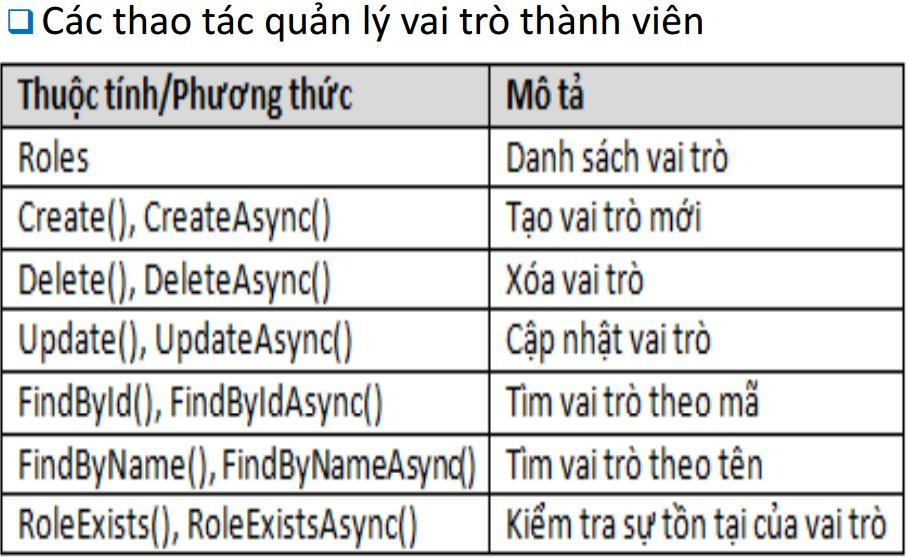 Các thao tác quản lý vai trò thành viên
Thuộc tính/Phương thức Mô tả
Roles Danh sách vai trò
Create(), CreateAsync() Tạo vai trò mới
Delete(), DeleteAsync() Xóa vai trò
Update(), UpdateAsync() Cập nhật vai trò
FindById(), FindByIdAsync() Tìm vai trò theo mã
FindByName(), FindByNameAsync() Tìm vai trò theo tên
RoleExists(), RoleExistsAsync() Kiểm tra sự tồn tại của vai trò